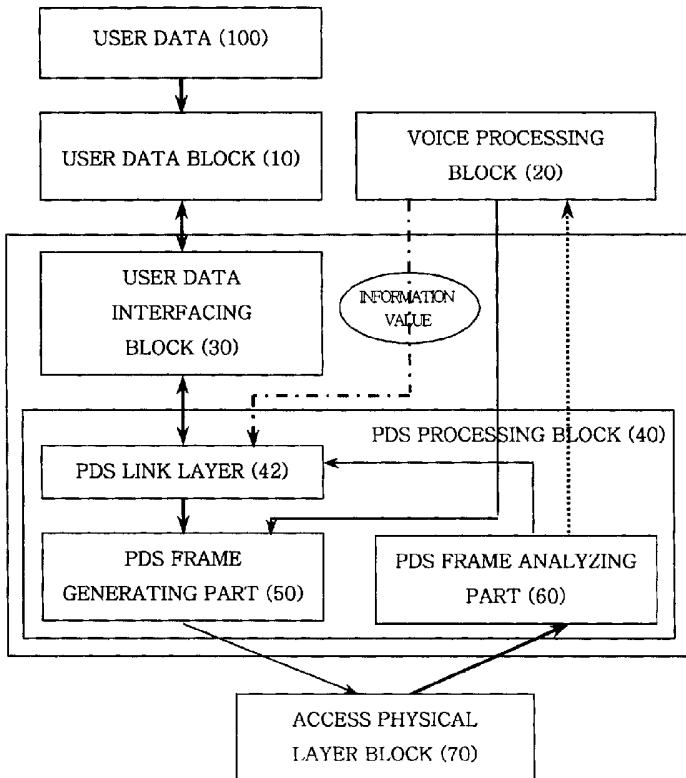 USER DATA (100)
USER DATA BLOCK (10)
VOICE PROCESSING
BLOCK (20)
USER DATA
INTERFACING
BLOCK (30)
INFORMATION
VALUE
PDS PROCESSING BLOCK (40)
PDS LINK LAYER (42)
PDS FRAME
GENERATING PART (50)
PDS FRAME ANALYZING
PART (60)
ACCESS PHYSICAL
LAYER BLOCK (70)